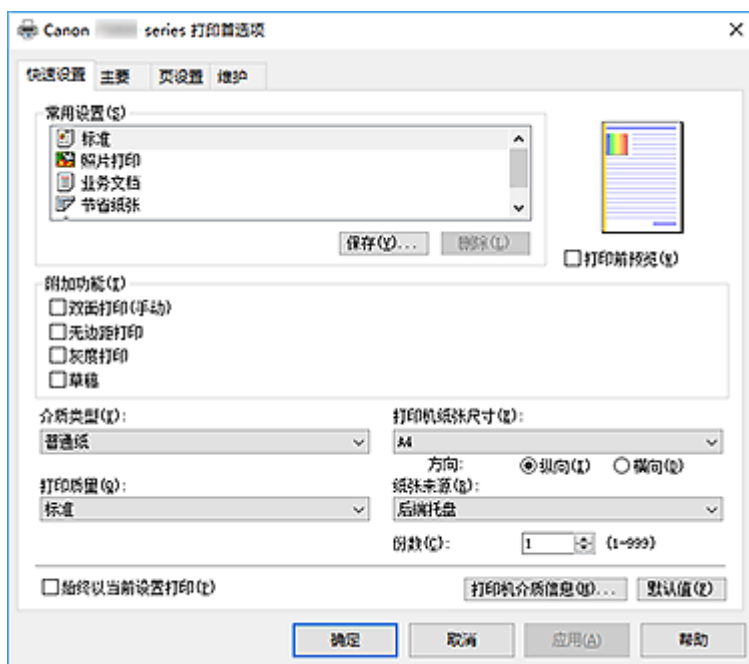 Canon series 打印首选项
快速设置 主要 页设置 维护
常用设置(S)
标准
照片打印
业务文档
节省纸张
保存(V)... 删除(L)
打印前预览(W)
附加功能(I)
双面打印(手动)
无边距打印
灰度打印
草稿
介质类型(X): 打印机纸张尺寸(Z):
普通纸 A4
方向: 纵向(I) 横向(D)
打印质量(Q): 纸张来源(B):
标准 后端托盘
份数(C): 1 (1-999)
始终以当前设置打印(P) 打印机介质信息(M)... 默认值(F)
确定 取消 应用(A) 帮助